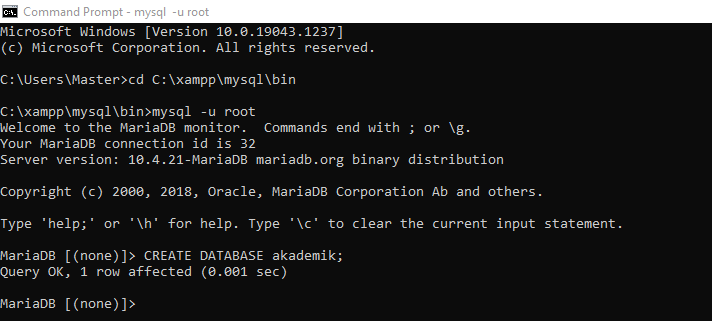 Command Prompt - mysql  -u root
Microsoft Windows [Version 10.0.19043.1237]
(c) Microsoft Corporation. All rights reserved.
C:\Users\Master>cd C:\xampp\mysql\bin
C:\xampp\mysql\bin>mysql -u root
Welcome to the MariaDB monitor.  Commands end with ; or \g.
Your MariaDB connection id is 32
Server version: 10.4.21-MariaDB mariadb.org binary distribution
Copyright (c) 2000, 2018, Oracle, MariaDB Corporation Ab and others.
Type 'help;' or '\h' for help. Type '\c' to clear the current input statement.
MariaDB [(none)]> CREATE DATABASE akademik;
Query OK, 1 row affected (0.001 sec)
MariaDB [(none)]>